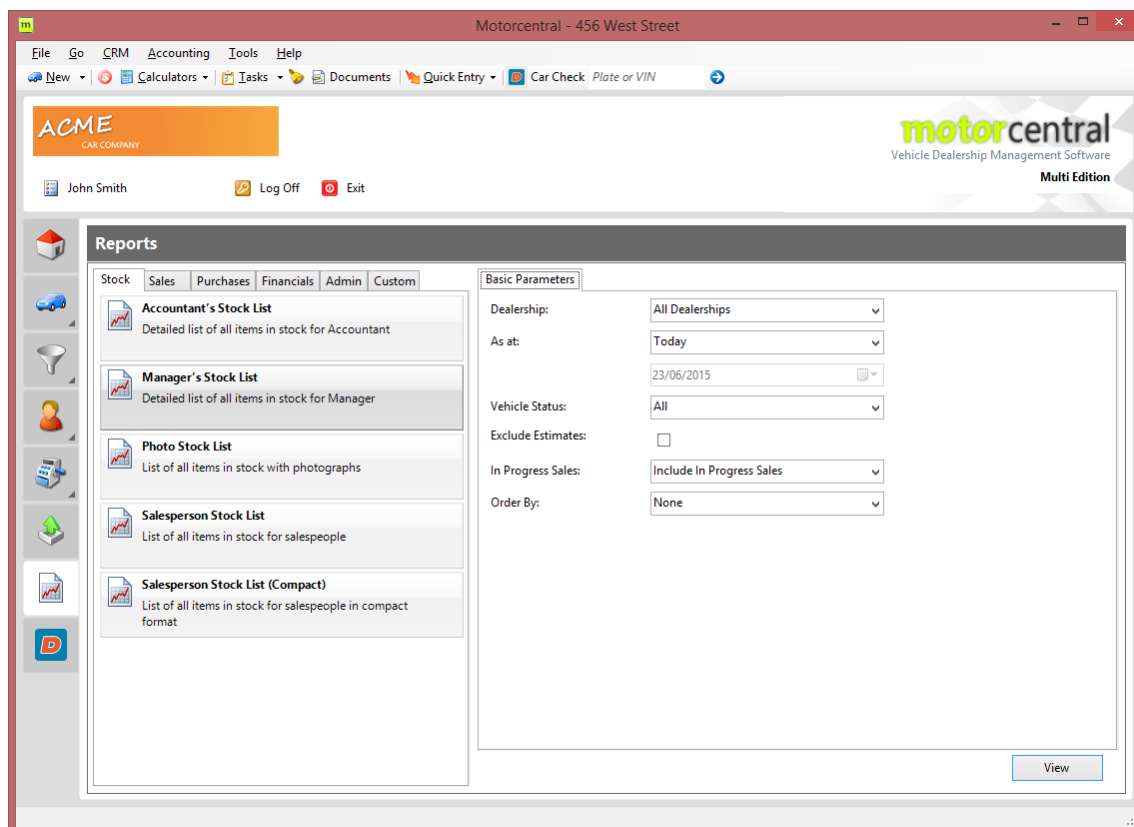 m
Motorcentral - 456 West Street
File Go CRM Accounting Tools Help
New Calculators Tasks Documents Quick Entry Car Check Plate or VIN
ACME
CAR COMPANY
motorcentral
Vehicle Dealership Management Software
Multi Edition
John Smith Log Off Exit
Reports
Stock Sales Purchases Financials Admin Custom
Accountant's Stock List
Detailed list of all items in stock for Accountant
Manager's Stock List
Detailed list of all items in stock for Manager
Photo Stock List
List of all items in stock with photographs
Salesperson Stock List
List of all items in stock for salespeople
Salesperson Stock List (Compact)
List of all items in stock for salespeople in compact
format
Basic Parameters
Dealership: All Dealerships
As at: Today
23/06/2015
Vehicle Status: All
Exclude Estimates:
In Progress Sales: Include In Progress Sales
Order By: None
View